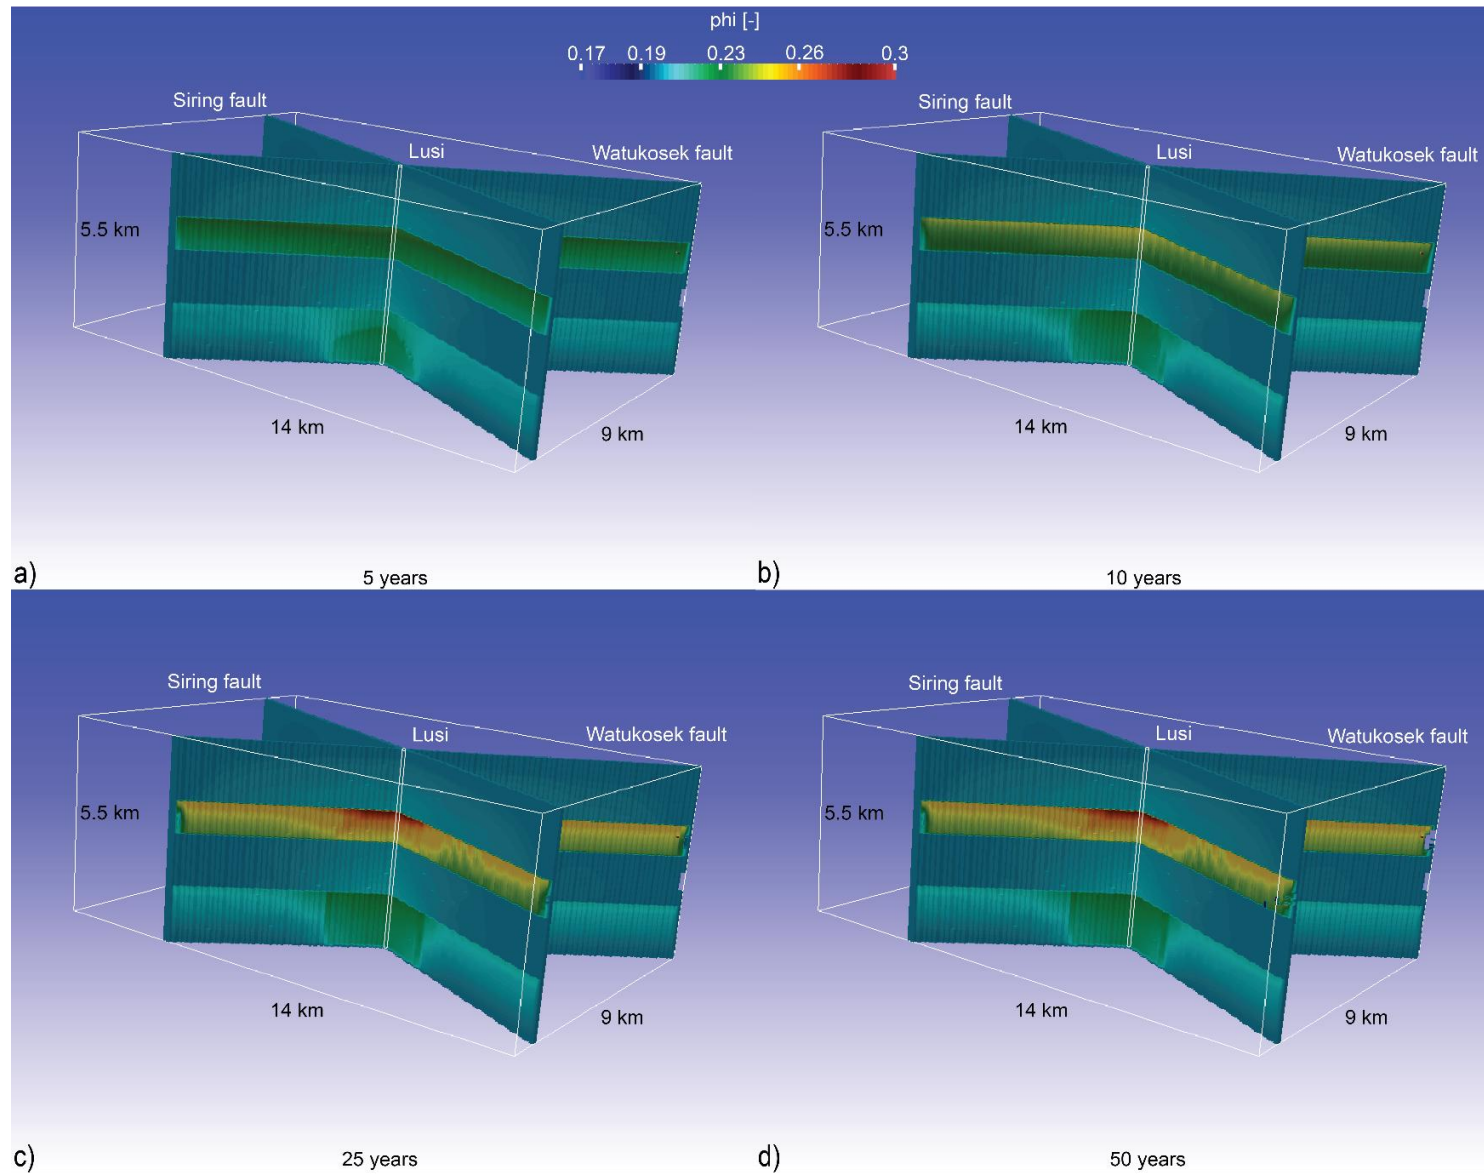 phi [-]
0.17 0.19 0.23 0.26 0.3
Siring fault
Lusi
Watukosek fault
5.5 km
14 km
9 km
a)
5 years
Siring fault
Lusi
Watukosek fault
5.5 km
14 km
9 km
b)
10 years
Siring fault
Lusi
Watukosek fault
5.5 km
14 km
9 km
c)
25 years
Siring fault
Lusi
Watukosek fault
5.5 km
14 km
9 km
d)
50 years